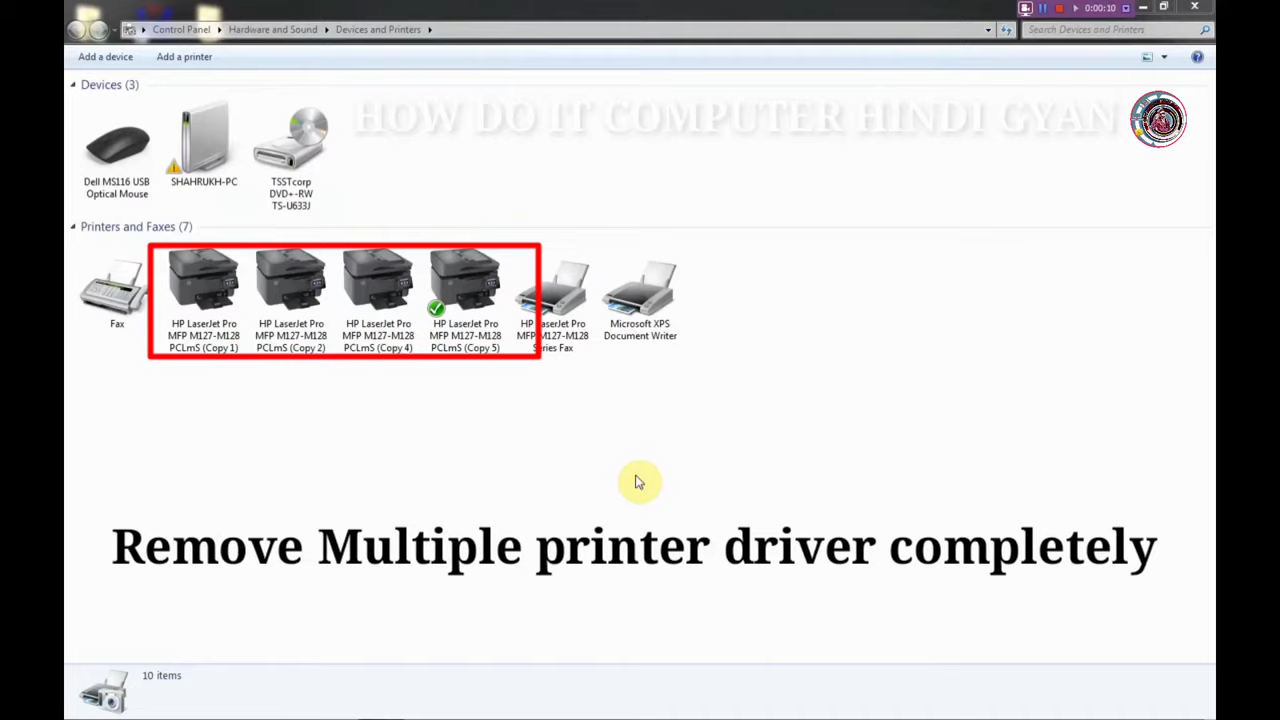 0:00:10
Control Panel Hardware and Sound Devices and Printers
Search Devices and Printers
Add a device Add a printer
Devices (3)
HOW DO IT COMPUTER HINDI GYAN
Dell MS116 USB
Optical Mouse
SHAHRUKH-PC
TSSTcorp
DVD+-RW
TS-U633J
Printers and Faxes (7)
Fax
HP LaserJet Pro
MFP M127-M128
PCLmS (Copy 1)
HP LaserJet Pro
MFP M127-M128
PCLmS (Copy 2)
HP LaserJet Pro
MFP M127-M128
PCLmS (Copy 4)
HP LaserJet Pro
MFP M127-M128
PCLmS (Copy 5)
HP LaserJet Pro
MFP M127-M128
Series Fax
Microsoft XPS
Document Writer
Remove Multiple printer driver completely
10 items